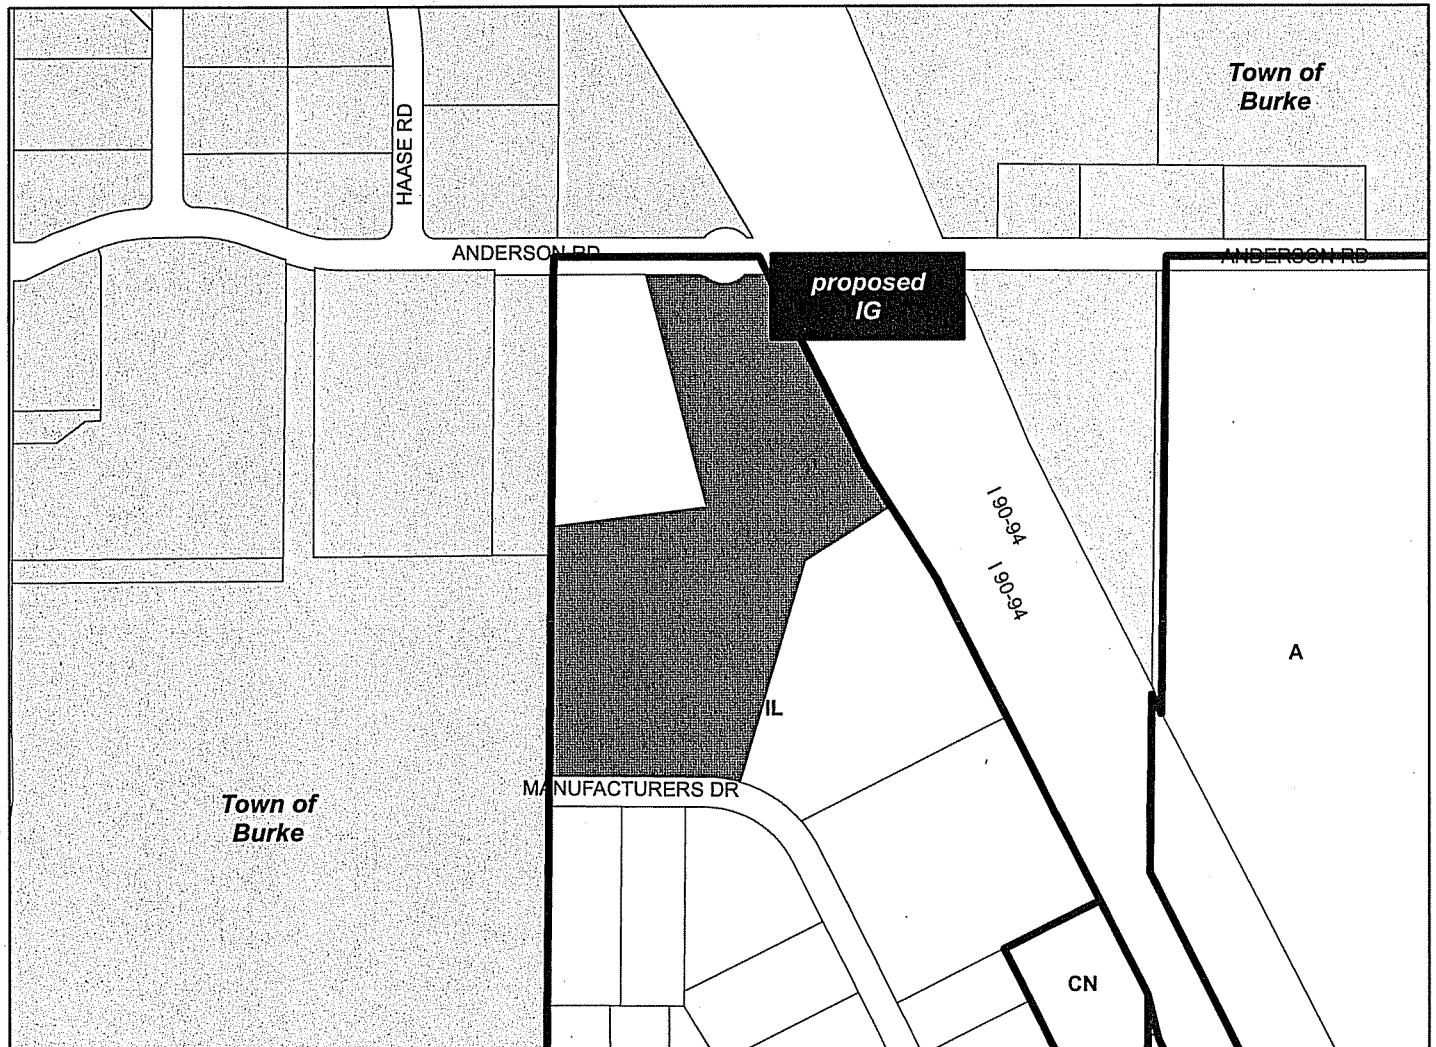 Town of
Burke
HAASE RD
ANDERSON RD
ANDERSON RD
proposed
IG
I 90-94
I 90-94
A
IL
MANUFACTURERS DR
Town of
Burke
CN